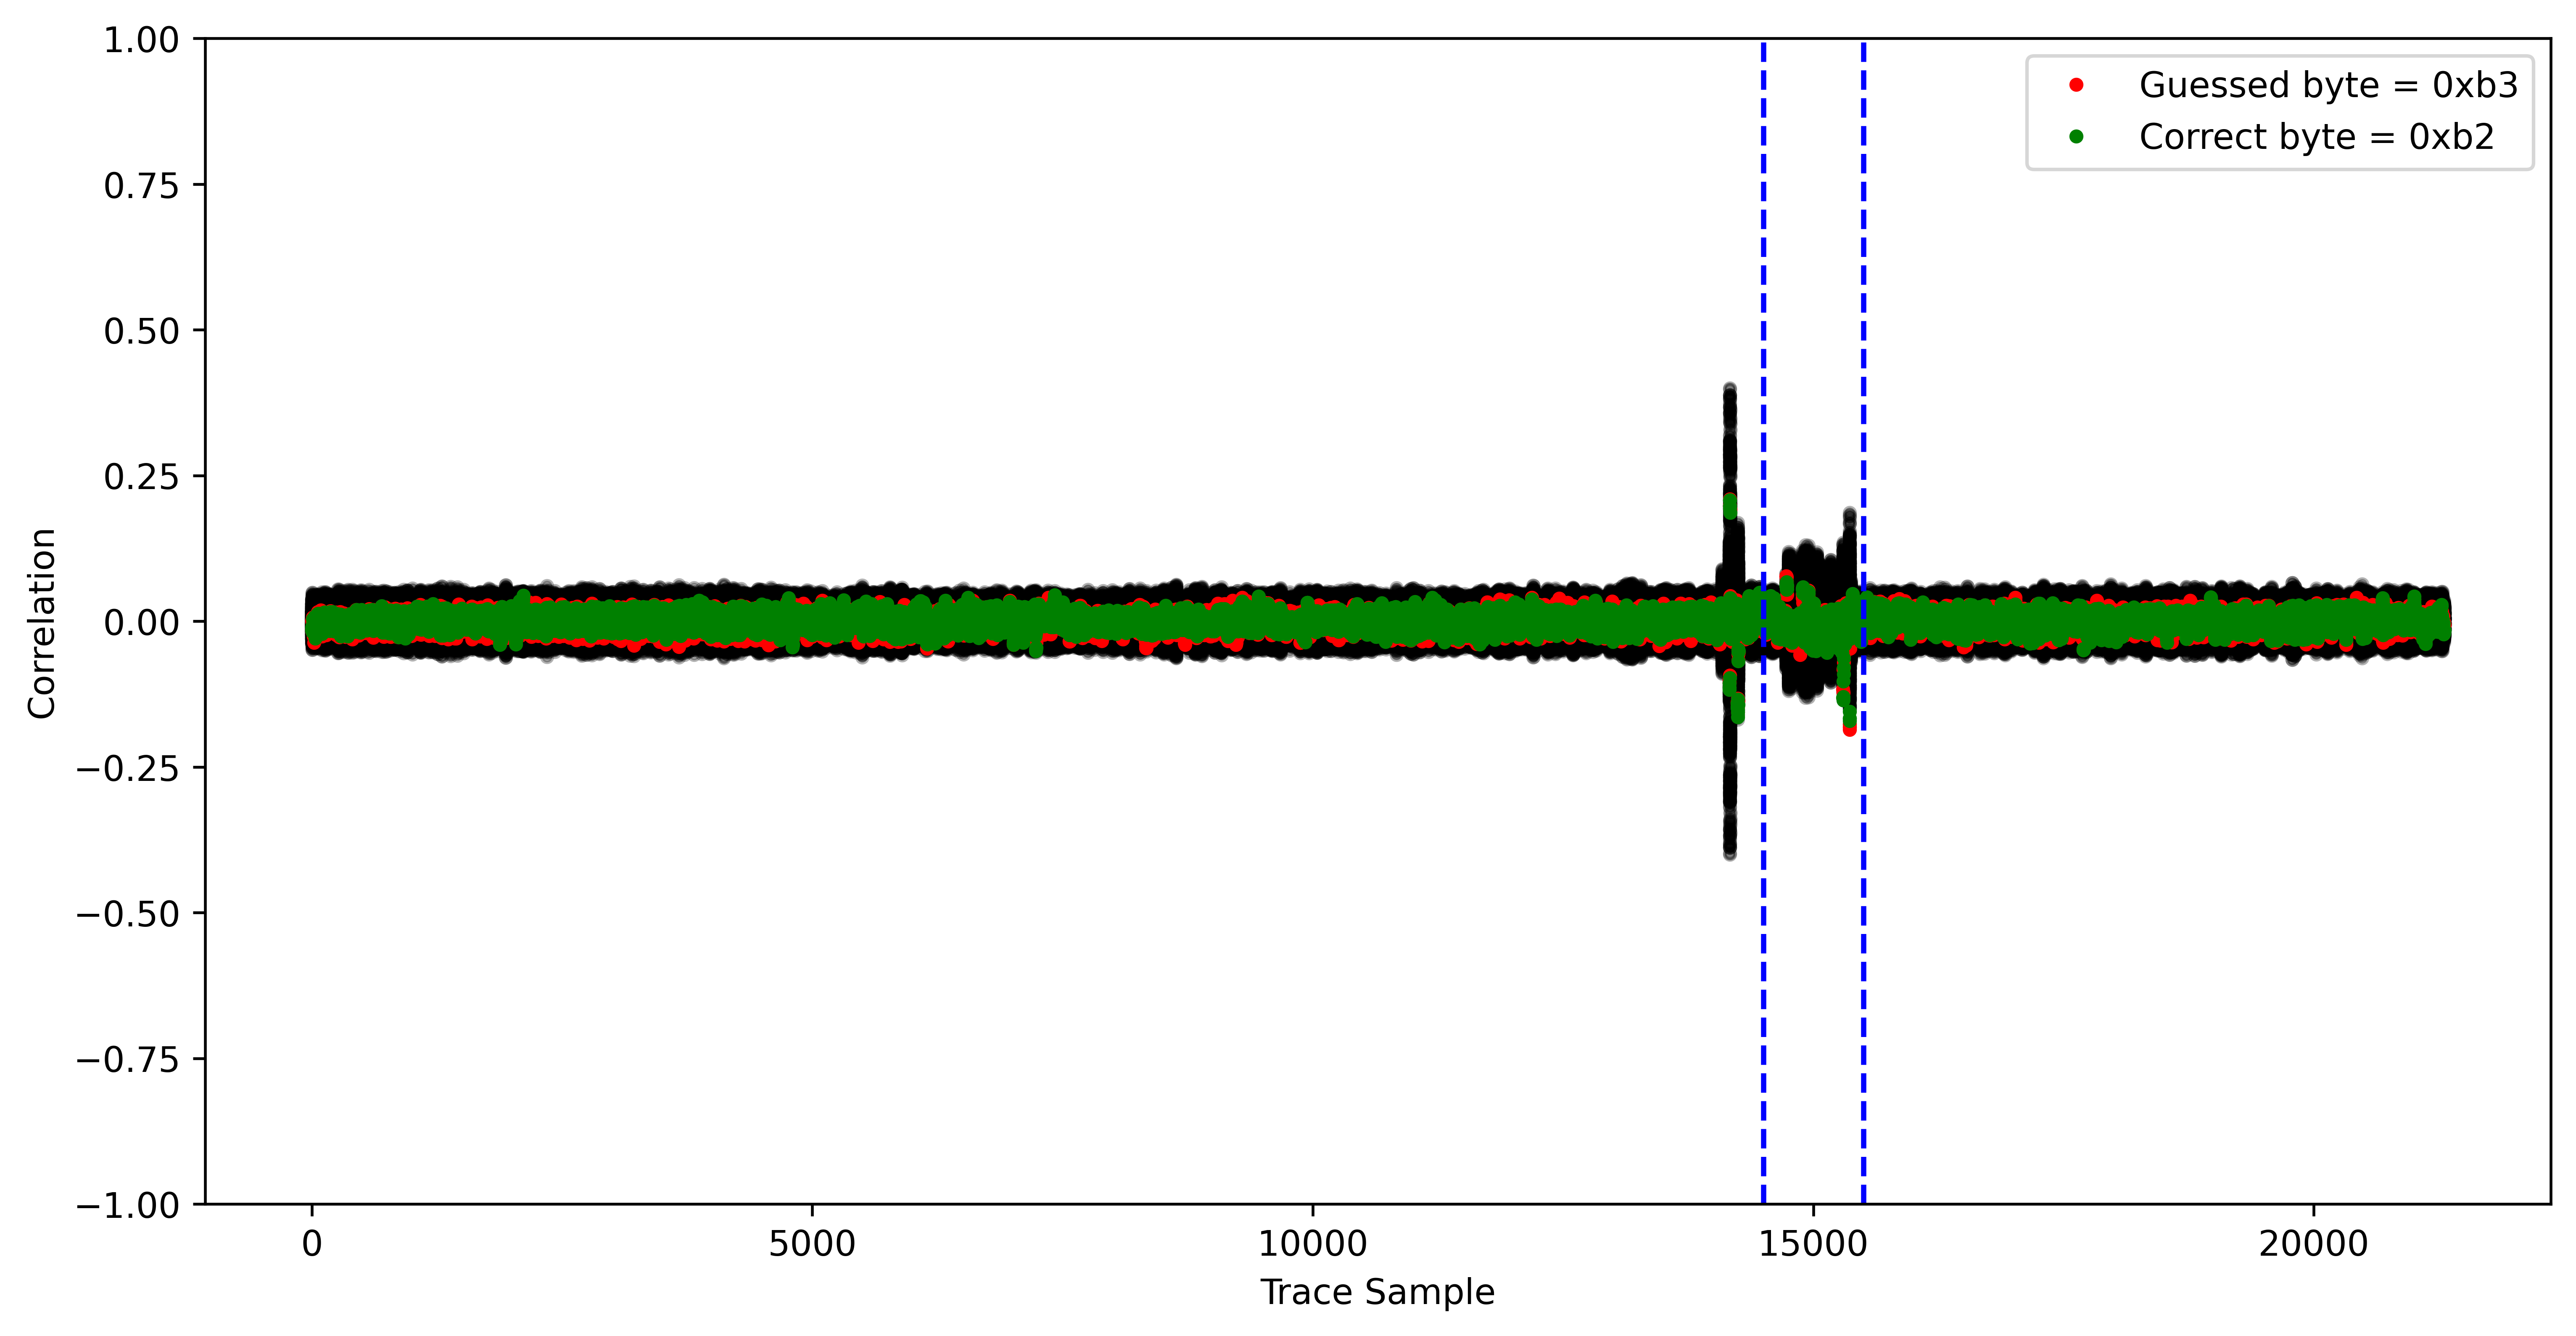 1.00
0.75
0.50
0.25
0.00
−0.25
−0.50
−0.75
−1.00
Correlation
Guessed byte = 0xb3
Correct byte = 0xb2
0 5000 10000 15000 20000
Trace Sample